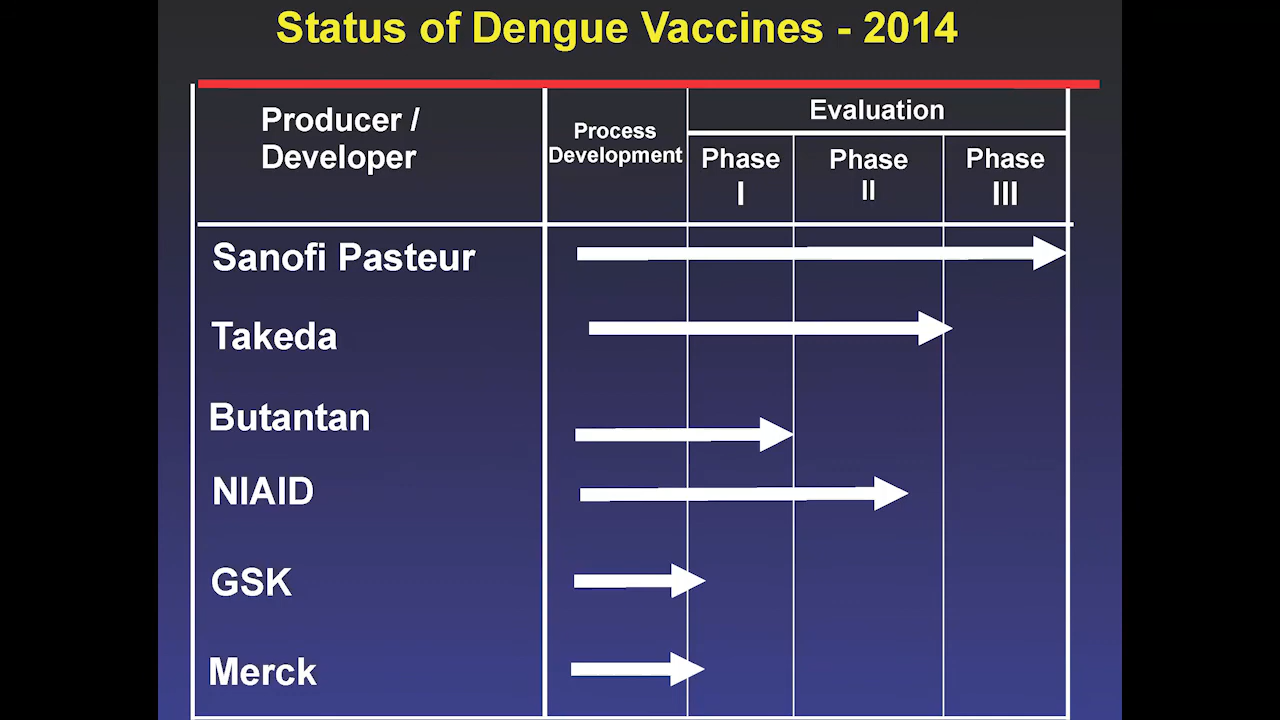 Status of Dengue Vaccines - 2014
Producer /
Developer
Process
Development
Evaluation
Phase
I
Phase
II
Phase
III
Sanofi Pasteur
Takeda
Butantan
NIAID
GSK
Merck